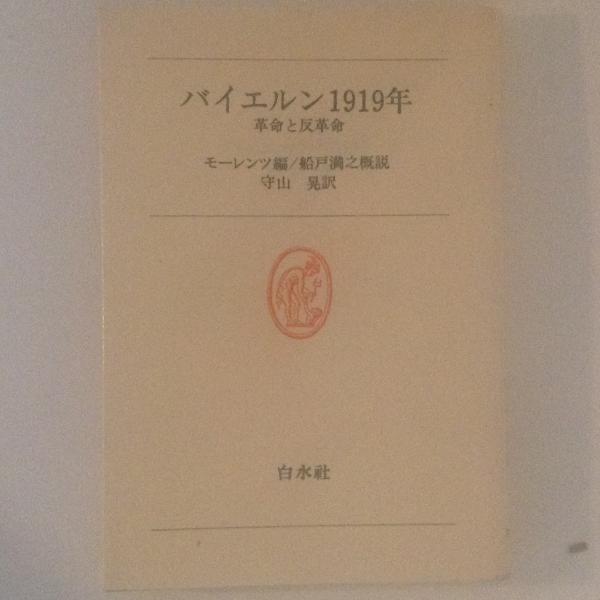 バイエルン1919年
革命と反革命
モーレンツ編/船戸満之概説
守山 晃訳
白水社